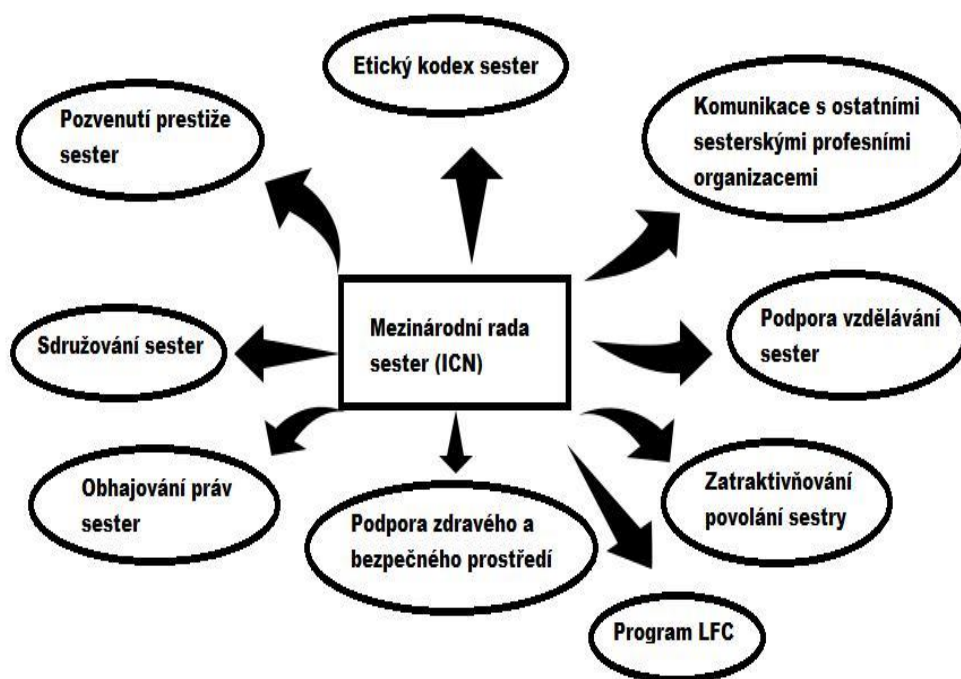 Etický kodex sester
Pozvenutí prestiže
sester
Komunikace s ostatními
sesterskými profesními
organizacemi
Mezinárodní rada
sester (ICN)
Sdružování sester
Podpora vzdělávání
sester
Obhajování práv
sester
Podpora zdravého a
bezpečného prostředí
Zatraktivňování
povolání sestry
Program LFC